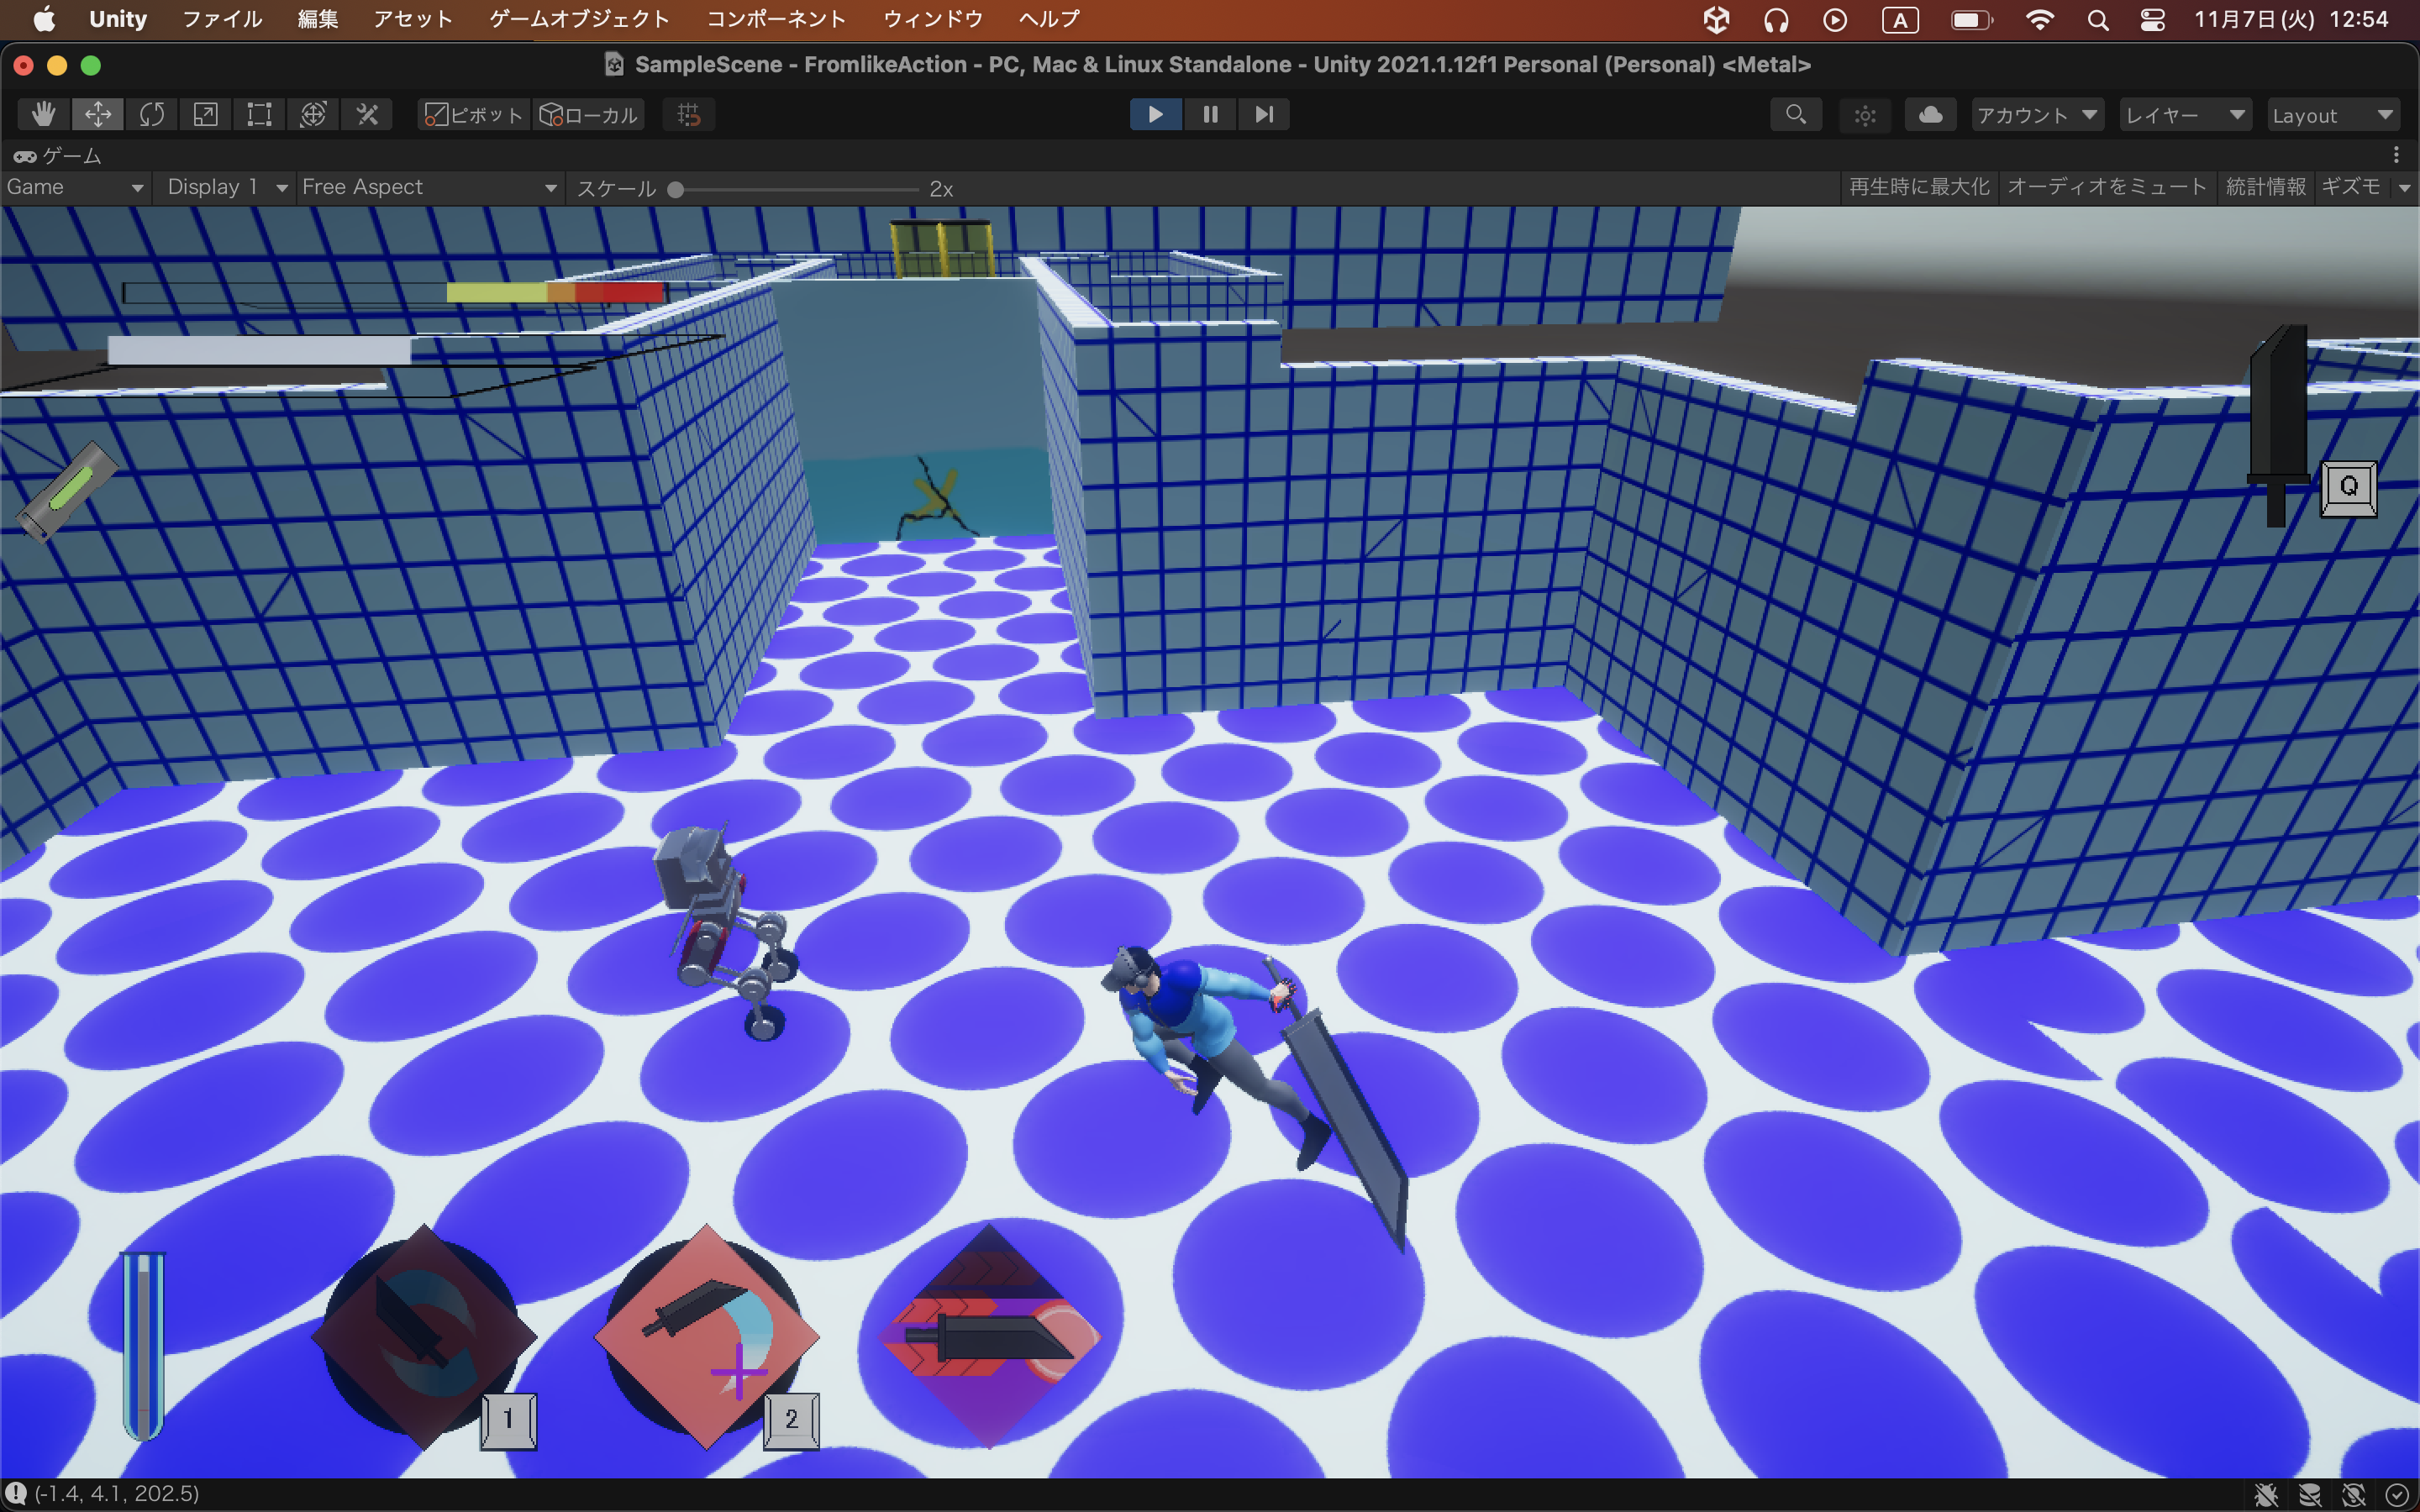 Unity ファイル 編集 アセット ゲームオブジェクト コンポーネント ウィンドウ ヘルプ A 11月7日(火) 12:54
SampleScene - FromlikeAction - PC, Mac & Linux Standalone - Unity 2021.1.12f1 Personal (Personal) <Metal>
ピボット ローカル アカウント レイヤー Layout
ゲーム
Game Display 1 Free Aspect スケール 2x 再生時に最大化 オーディオをミュート 統計情報 ギズモ
Q
1 2
(-1.4, 4.1, 202.5)